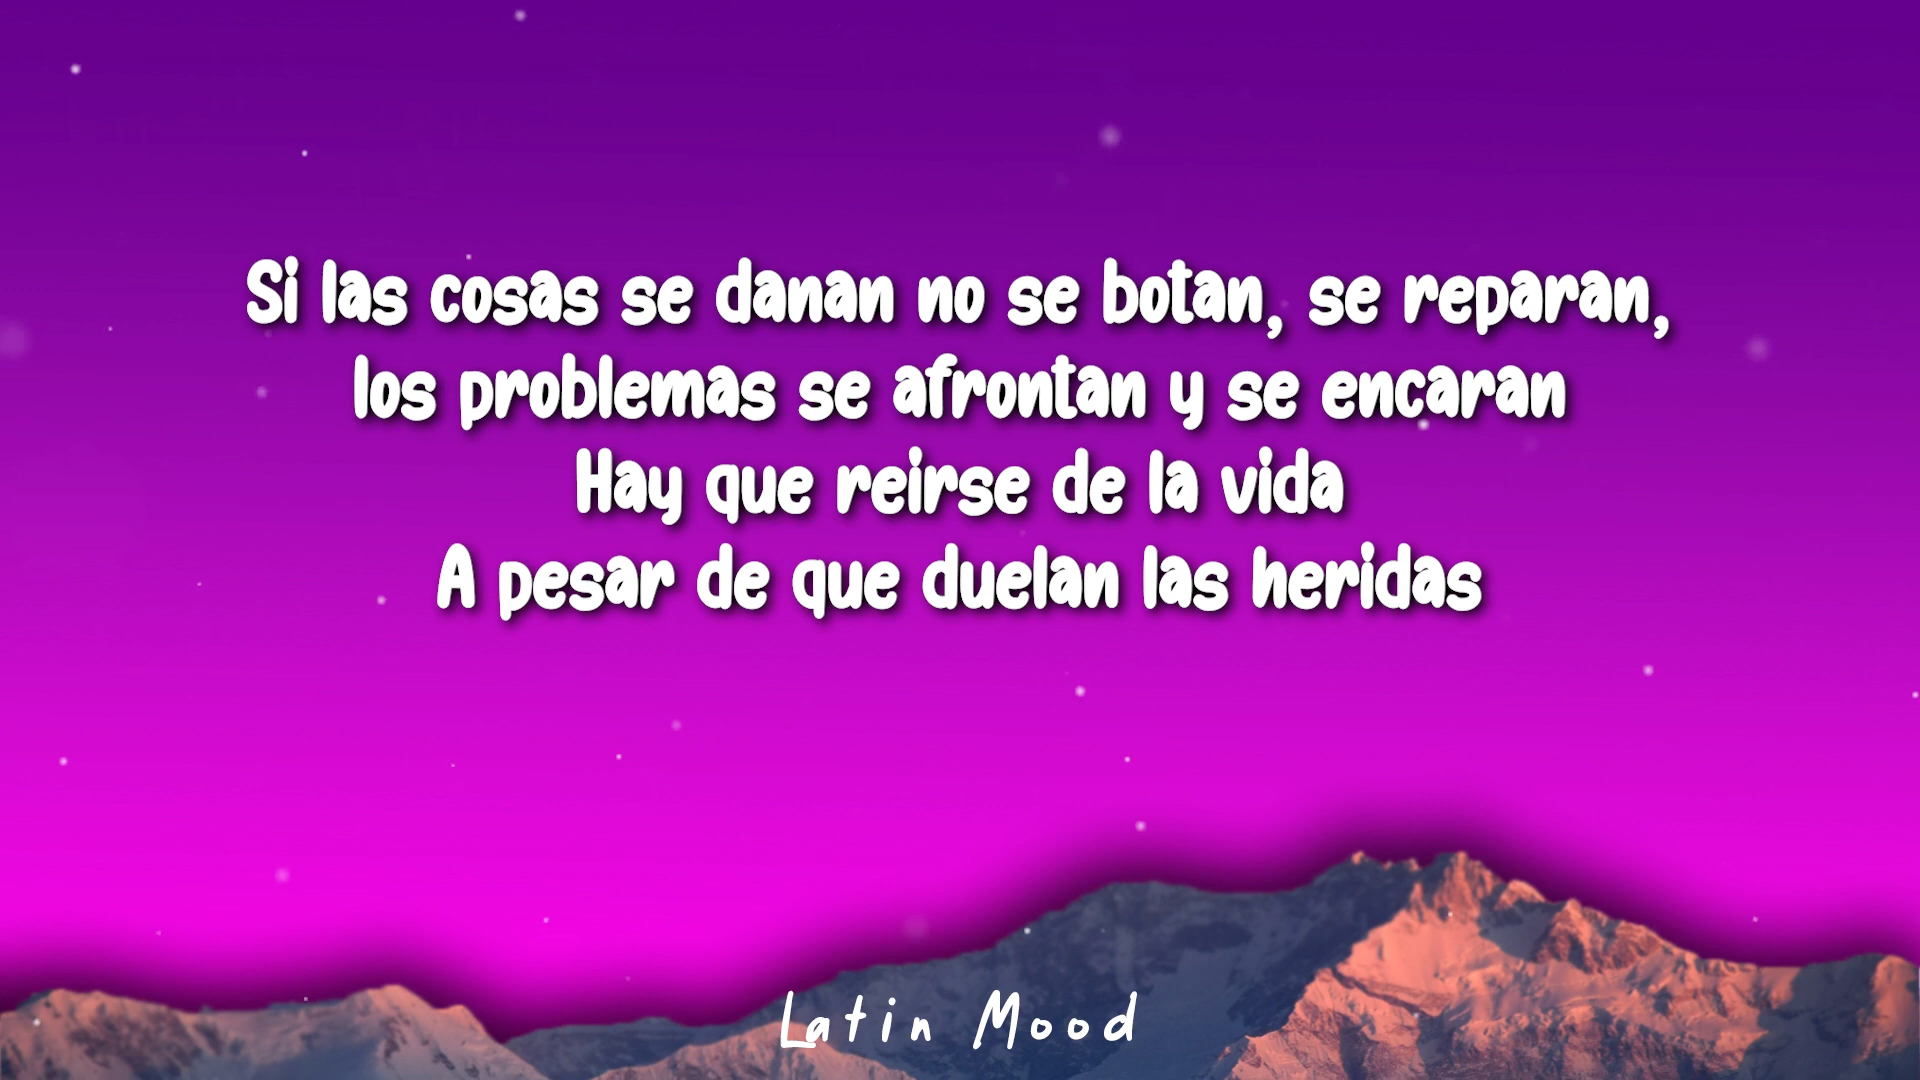 Si las cosas se danan no se botan, se reparan,
los problemas se afrontan y se encaran
Hay que reirse de la vida
A pesar de que duelan las heridas
Latin Mood